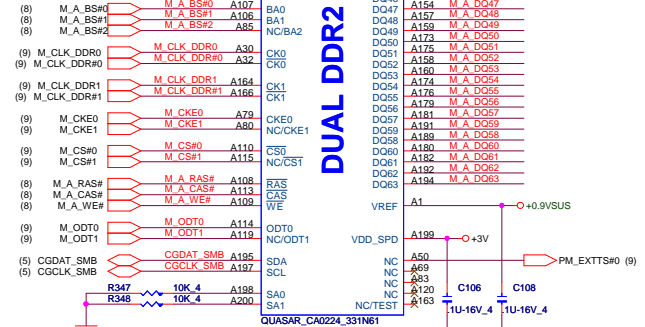 (8) M_A_BS#0 M_A_BS#0 A107 BA0 DQ47 A154 M_A_DQ47
(8) M_A_BS#1 M_A_BS#1 A106 BA1 DQ48 A157 M_A_DQ48
(8) M_A_BS#2 M_A_BS#2 A85 NC/BA2 DQ49 A159 M_A_DQ49
DQ50 A173 M_A_DQ50
(9) M_CLK_DDR0 M_CLK_DDR0 A30 CK0 DQ51 A175 M_A_DQ51
(9) M_CLK_DDR#0 M_CLK_DDR#0 A32 CK0 DQ52 A158 M_A_DQ52
DQ53 A160 M_A_DQ53
(9) M_CLK_DDR1 M_CLK_DDR1 A164 CK1 DQ54 A174 M_A_DQ54
(9) M_CLK_DDR#1 M_CLK_DDR#1 A166 CK1 DQ55 A176 M_A_DQ55
DQ56 A179 M_A_DQ56
(9) M_CKE0 M_CKE0 A79 CKE0 DQ57 A181 M_A_DQ57
(9) M_CKE1 M_CKE1 A80 NC/CKE1 DQ59 A191 M_A_DQ59
DQ58 A189 M_A_DQ58
(9) M_CS#0 M_CS#0 A110 CS0 DQ60 A180 M_A_DQ60
(9) M_CS#1 M_CS#1 A115 NC/CS1 DQ61 A182 M_A_DQ61
DQ62 A192 M_A_DQ62
(8) M_A_RAS# M_A_RAS# A108 RAS DQ63 A194 M_A_DQ63
(8) M_A_CAS# M_A_CAS# A113 CAS
(8) M_A_WE# M_A_WE# A109 WE VREF A1 +0.9VSUS
DUAL DDR2
(9) M_ODT0 M_ODT0 A114 ODT0
(9) M_ODT1 M_ODT1 A119 NC/ODT1 VDD_SPD A199 +3V
(5) CGDAT_SMB CGDAT_SMB A195 SDA NC A50 PM_EXTTS#0 (9)
(5) CGCLK_SMB CGCLK_SMB A197 SCL NC A69
NC A83
R347 10K_4 A198 SA0 NC A120 C106 C108
R348 10K_4 A200 SA1 NC/TEST A163 .1U-16V_4 .1U-16V_4
QUASAR_CA0224_331N61